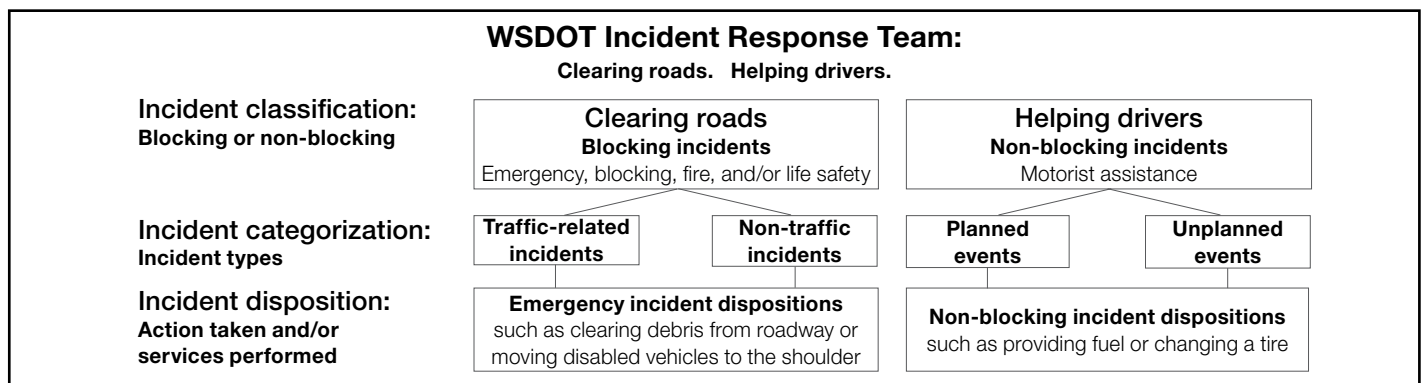 WSDOT Incident Response Team:
Clearing roads.   Helping drivers.
Incident classification:
Blocking or non-blocking
Clearing roads
Blocking incidents
Emergency, blocking, fire, and/or life safety
Helping drivers
Non-blocking incidents
Motorist assistance
Incident categorization:
Incident types
Traffic-related
incidents
Non-traffic
incidents
Planned
events
Unplanned
events
Incident disposition:
Action taken and/or
services performed
Emergency incident dispositions
such as clearing debris from roadway or
moving disabled vehicles to the shoulder
Non-blocking incident dispositions
such as providing fuel or changing a tire